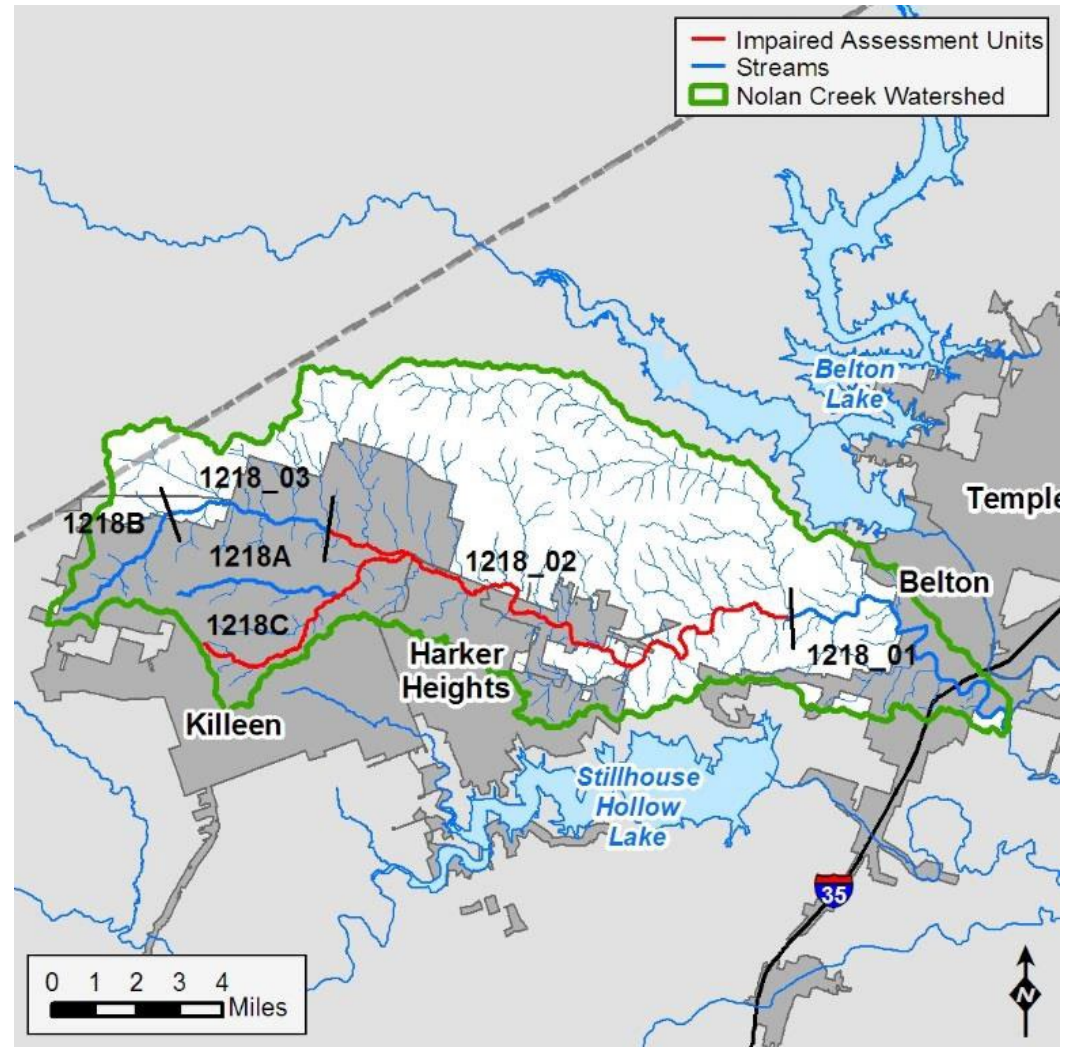 Impaired Assessment Units
Streams
Nolan Creek Watershed
Belton
Lake
Temple
1218_03
1218B
1218A
1218_02
Belton
1218C
1218_01
Harker
Heights
Killeen
Stillhouse
Hollow
Lake
35
0 1 2 3 4
Miles
N